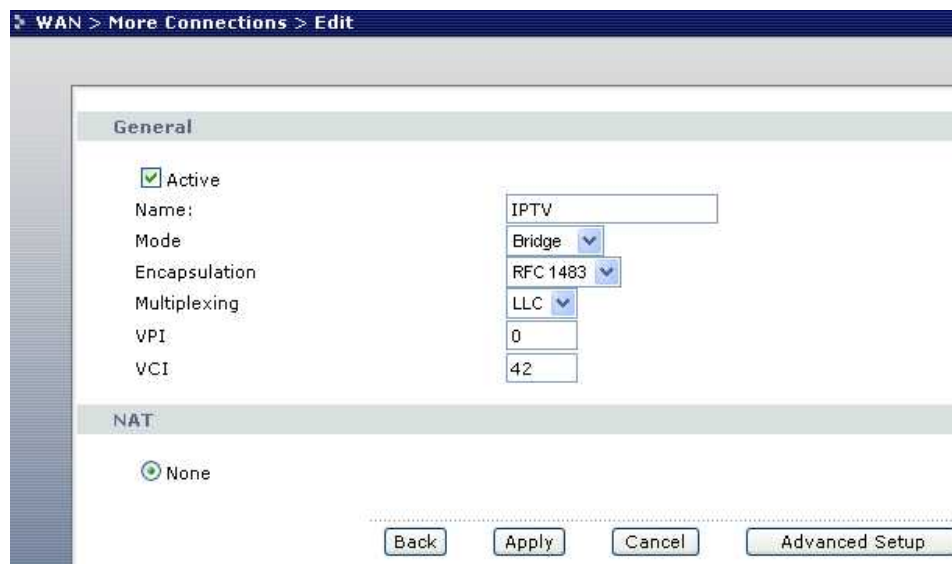 WAN > More Connections > Edit
General
Active
Name: IPTV
Mode Bridge
Encapsulation RFC 1483
Multiplexing LLC
VPI 0
VCI 42
NAT
None
Back Apply Cancel Advanced Setup